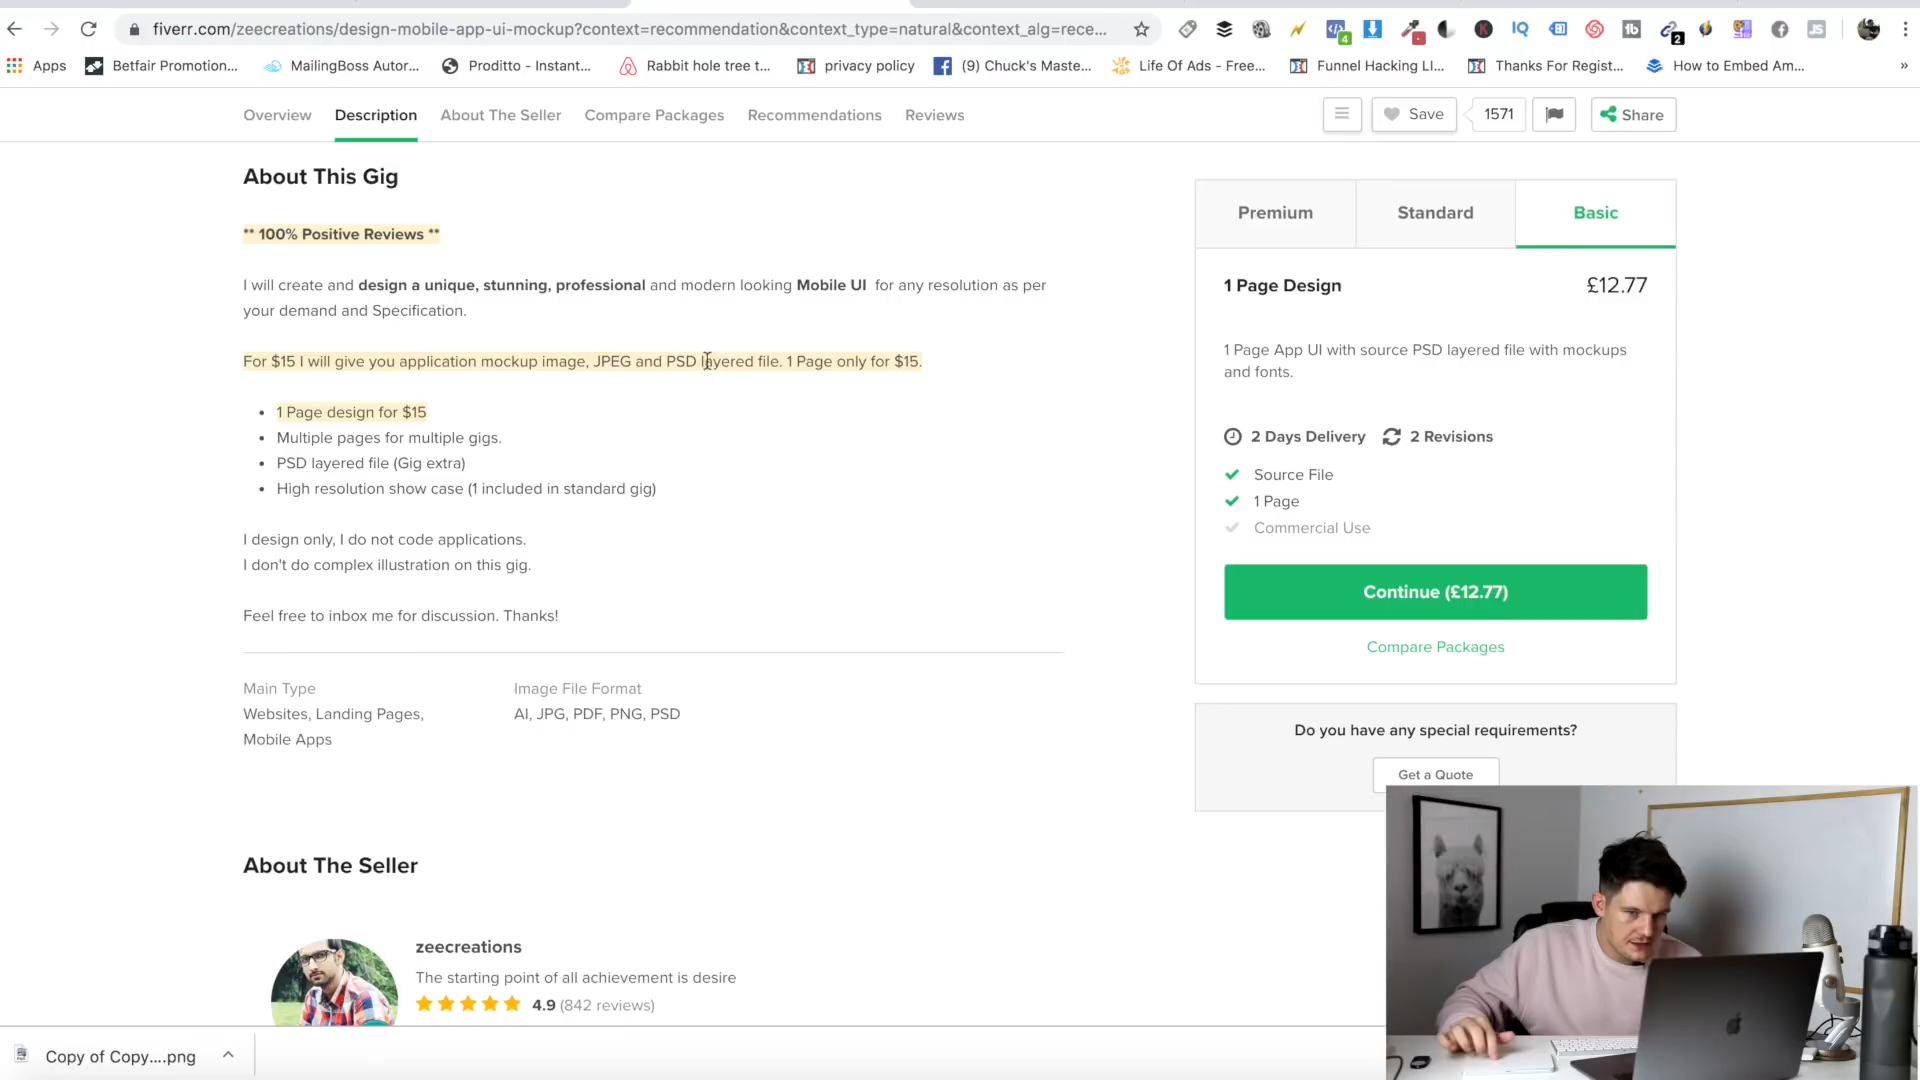 fiverr.com/zeecreations/design-mobile-app-ui-mockup?context=recommendation&context_type=natural&context_alg=rece...
Apps
Betfair Promotion...
MailingBoss Autor...
Proditto - Instant...
Rabbit hole tree t...
privacy policy
(9) Chuck's Maste...
Life Of Ads - Free...
Funnel Hacking LI...
Thanks For Regist...
How to Embed Am...
»
Overview
Description
About The Seller
Compare Packages
Recommendations
Reviews
Save
1571
Share
About This Gig
** 100% Positive Reviews **
I will create and design a unique, stunning, professional and modern looking Mobile UI for any resolution as per
your demand and Specification.
For $15 I will give you application mockup image, JPEG and PSD layered file. 1 Page only for $15.
• 1 Page design for $15
• Multiple pages for multiple gigs.
• PSD layered file (Gig extra)
• High resolution show case (1 included in standard gig)
I design only, I do not code applications.
I don't do complex illustration on this gig.
Feel free to inbox me for discussion. Thanks!
Main Type
Websites, Landing Pages,
Mobile Apps
Image File Format
AI, JPG, PDF, PNG, PSD
Premium
Standard
Basic
1 Page Design
£12.77
1 Page App UI with source PSD layered file with mockups
and fonts.
2 Days Delivery
2 Revisions
Source File
1 Page
Commercial Use
Continue (£12.77)
Compare Packages
Do you have any special requirements?
Get a Quote
About The Seller
zeecreations
The starting point of all achievement is desire
4.9 (842 reviews)
Copy of Copy....png